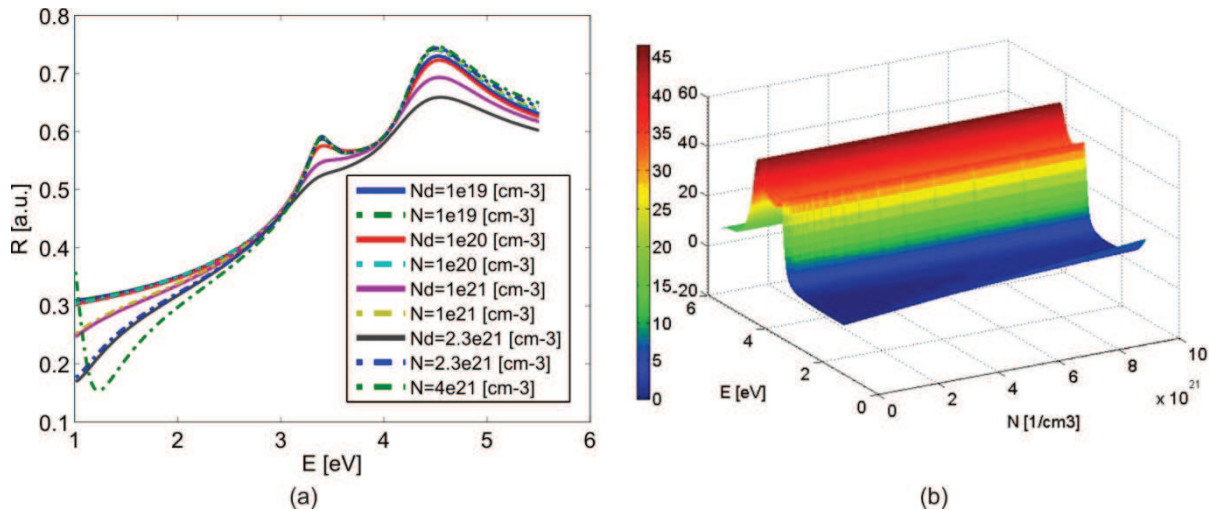 0.8
0.7
0.6
0.5
0.4
0.3
0.2
0.1
R [a.u.]
1
2
3
4
5
6
E [eV]
Nd=1e19 [cm-3]
N=1e19 [cm-3]
Nd=1e20 [cm-3]
N=1e20 [cm-3]
Nd=1e21 [cm-3]
N=1e21 [cm-3]
Nd=2.3e21 [cm-3]
N=2.3e21 [cm-3]
N=4e21 [cm-3]
(a)
45
40
35
30
25
20
15
10
5
0
60
40
20
0
-20
6
4
2
0
E [eV]
0
2
4
6
8
10
x 10 21
N [1/cm3]
(b)